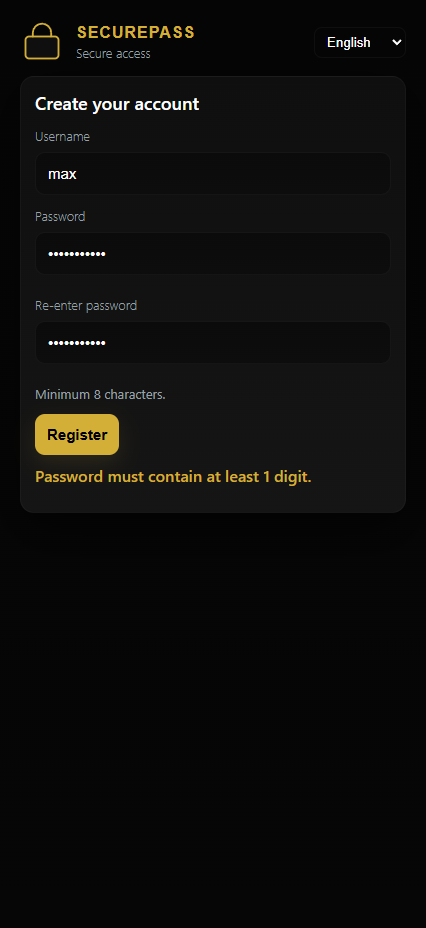 SECUREPASS
Secure access
English
Create your account
Username
max
Password
•••••••••••
Re-enter password
•••••••••••
Minimum 8 characters.
Register
Password must contain at least 1 digit.